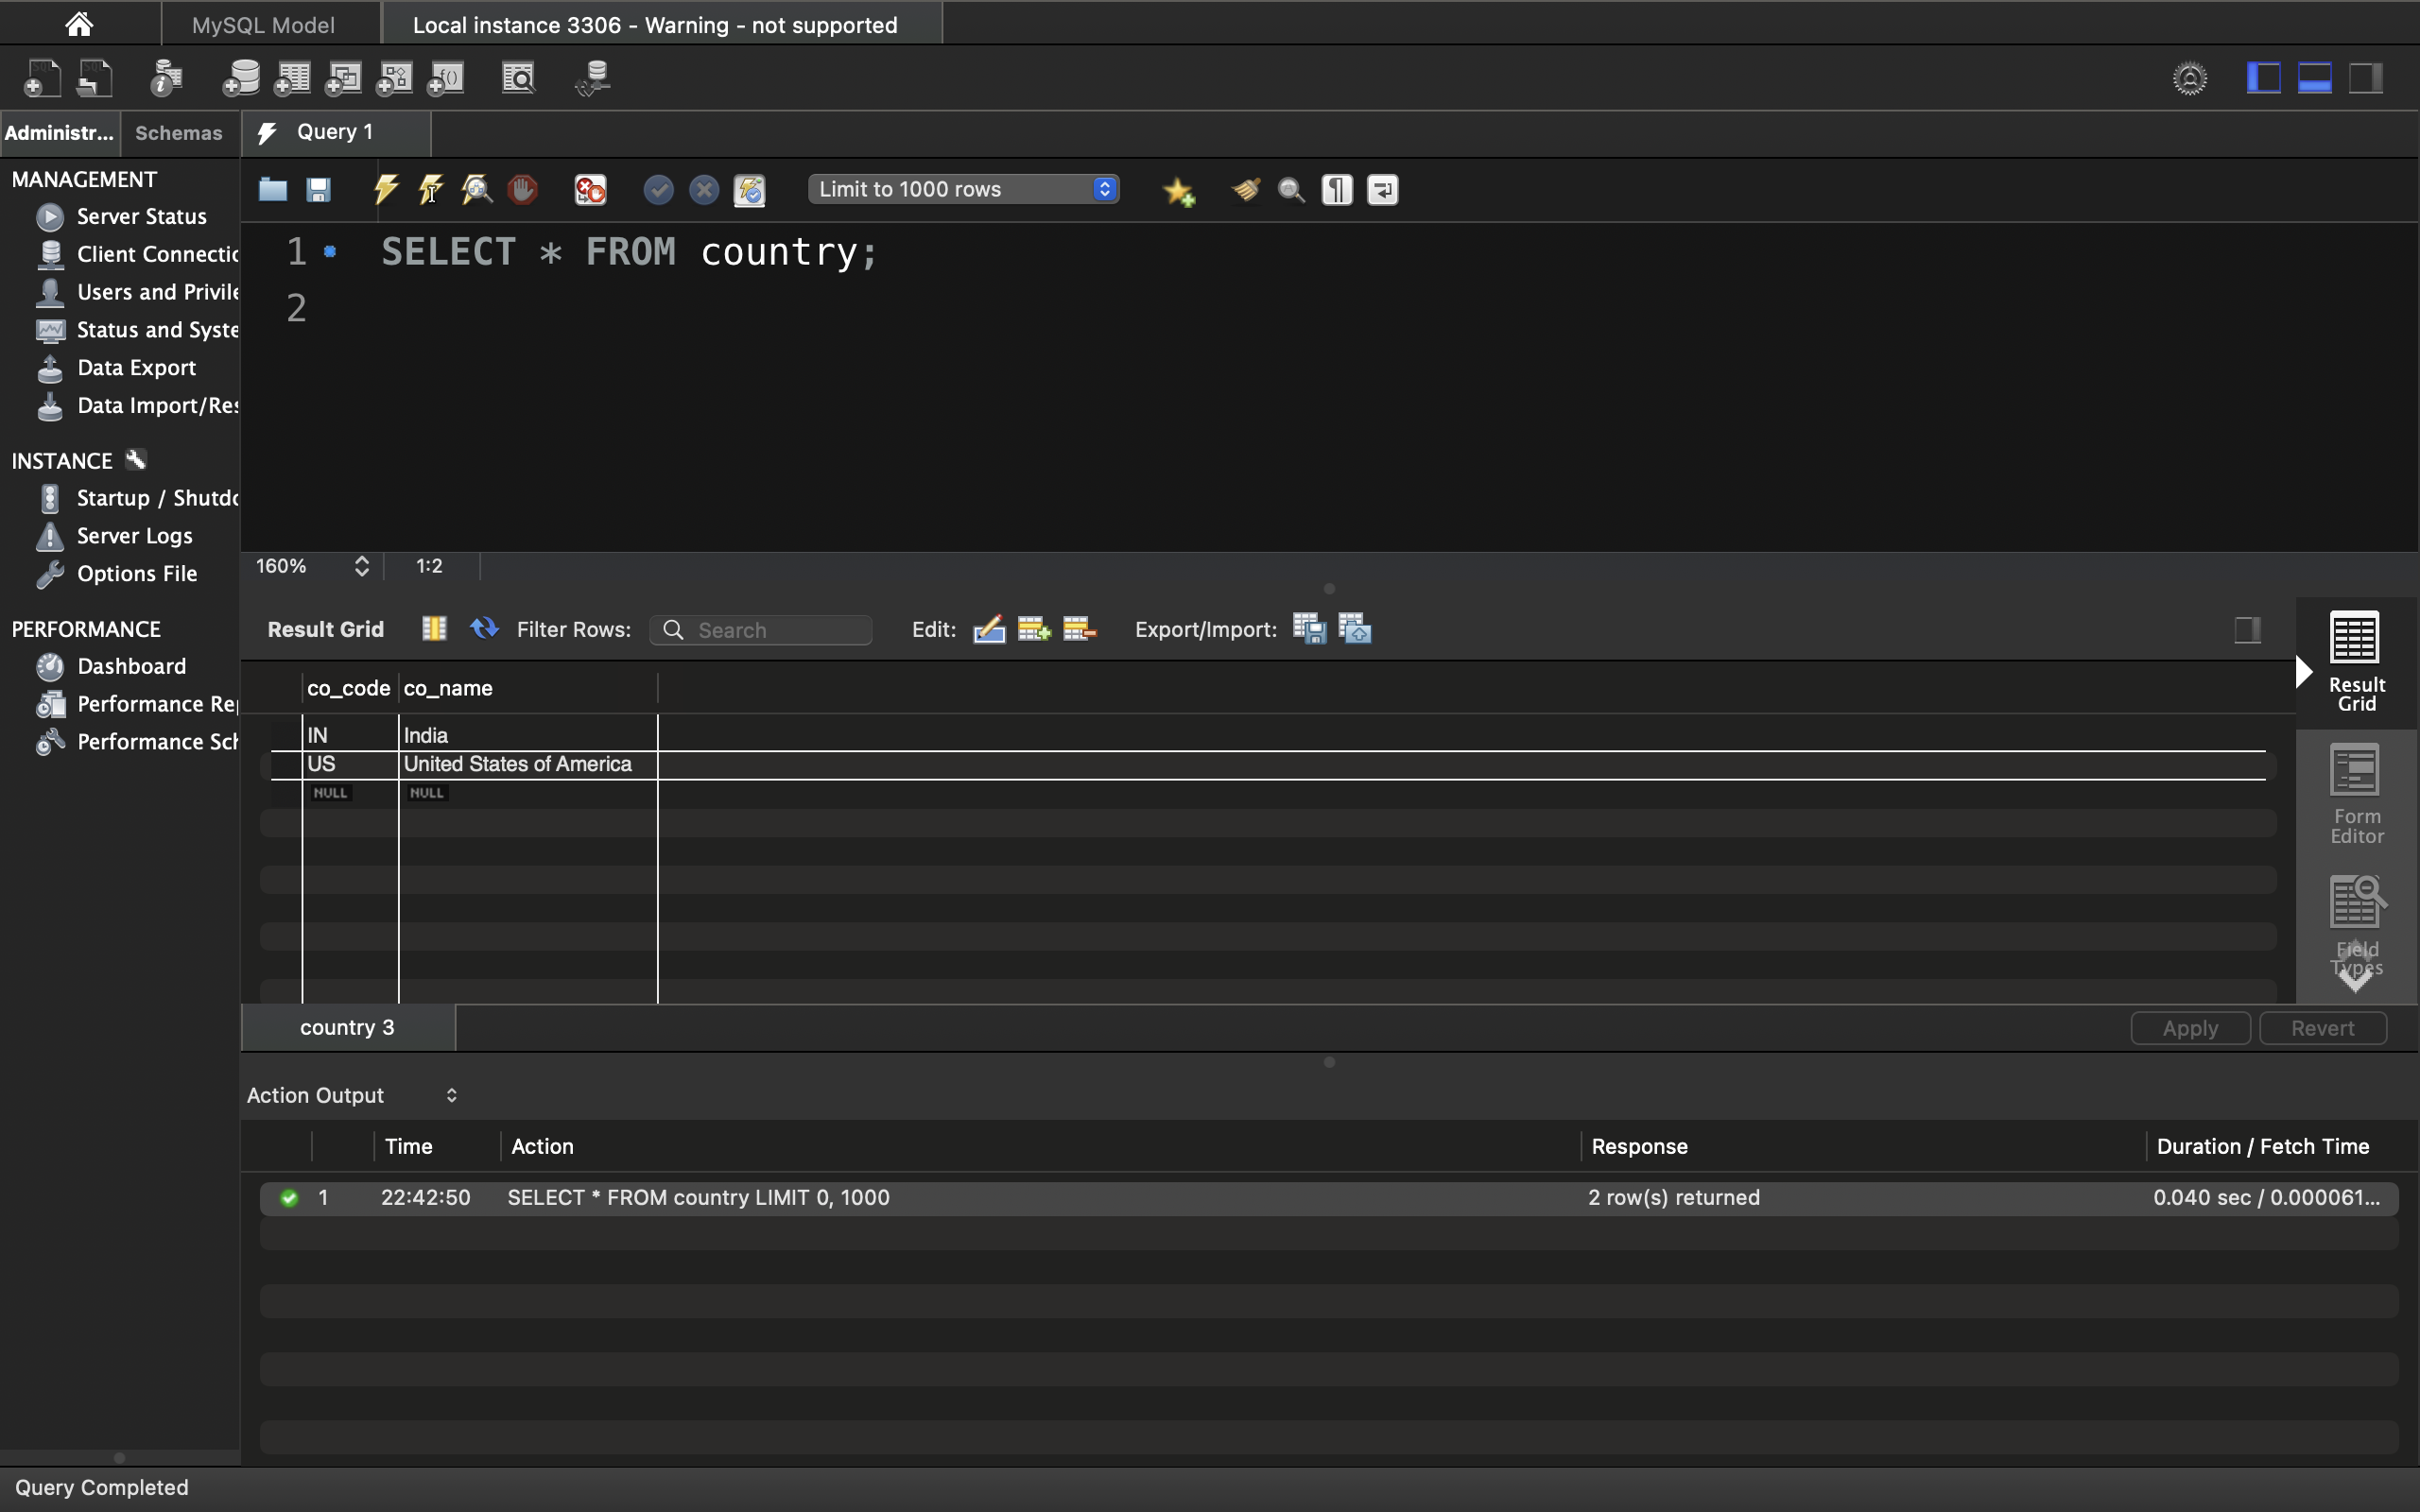 MySQL Model
Local instance 3306 - Warning - not supported
Administr...
Schemas
Query 1
MANAGEMENT
Server Status
Client Connectic
Users and Privile
Status and Syste
Data Export
Data Import/Res
INSTANCE
Startup / Shutdo
Server Logs
Options File
PERFORMANCE
Dashboard
Performance Rep
Performance Sch
Limit to 1000 rows
1 SELECT * FROM country;
2
160%
1:2
Result Grid
Filter Rows:
Search
Edit:
Export/Import:
co_code co_name
IN India
US United States of America
NULL NULL
Result
Grid
Form
Editor
Field
Types
country 3
Apply
Revert
Action Output
Time Action Response Duration / Fetch Time
1 22:42:50 SELECT * FROM country LIMIT 0, 1000 2 row(s) returned 0.040 sec / 0.000061...
Query Completed